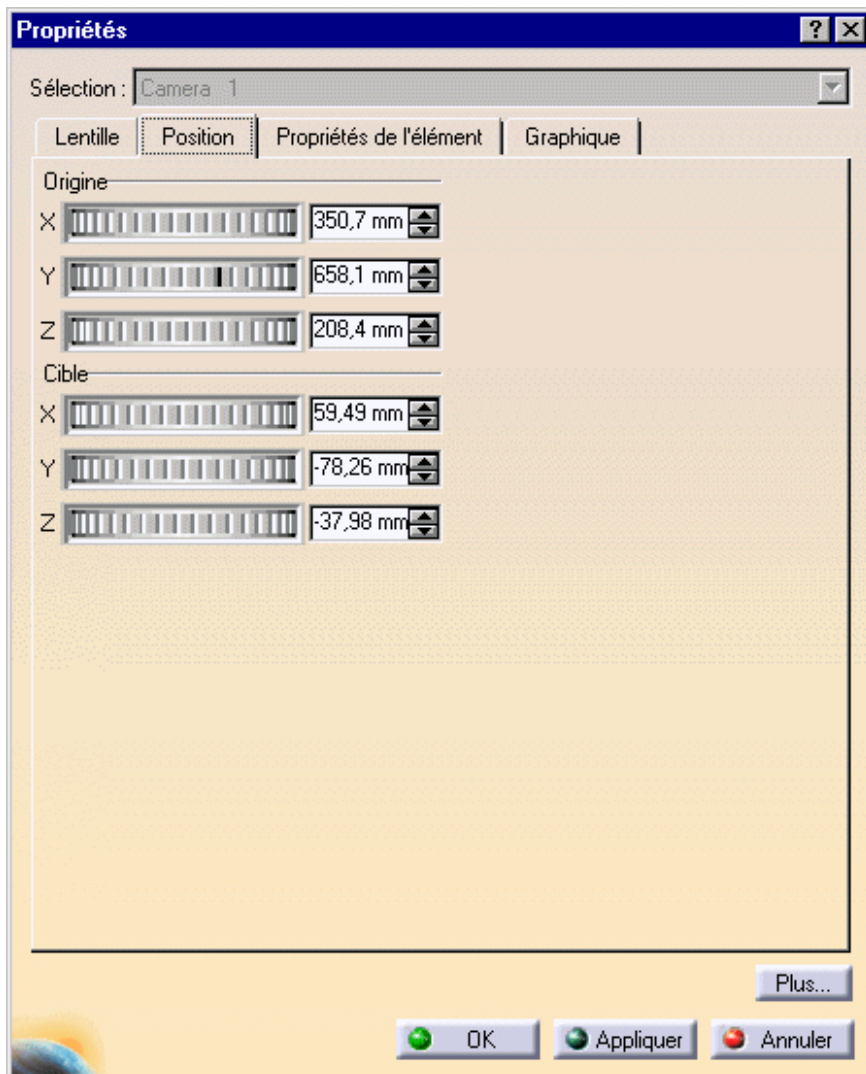 Propriétés
Sélection : Camera 1
Lentille Position Propriétés de l'élément Graphique
Origine
X 350,7 mm
Y 658,1 mm
Z 208,4 mm
Cible
X 59,49 mm
Y -78,26 mm
Z -37,98 mm
Plus...
OK Appliquer Annuler